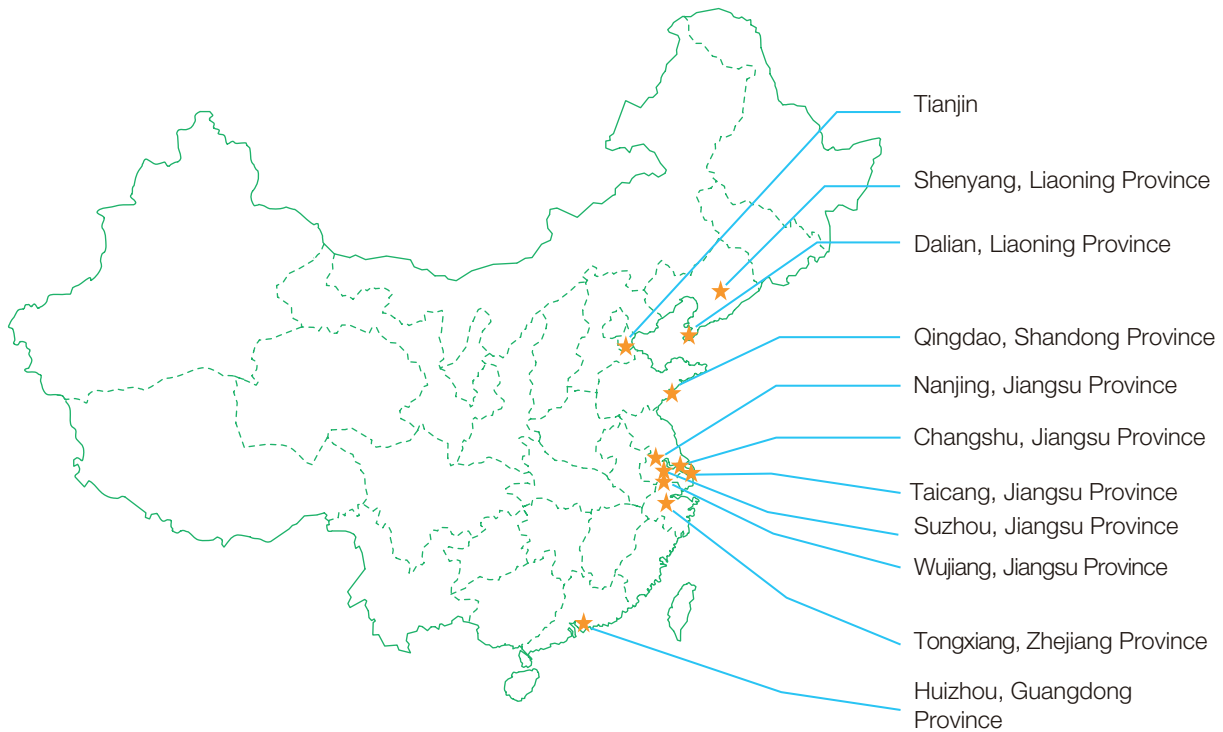 Tianjin
Shenyang, Liaoning Province
Dalian, Liaoning Province
Qingdao, Shandong Province
Nanjing, Jiangsu Province
Changshu, Jiangsu Province
Taicang, Jiangsu Province
Suzhou, Jiangsu Province
Wujiang, Jiangsu Province
Tongxiang, Zhejiang Province
Huizhou, Guangdong
Province